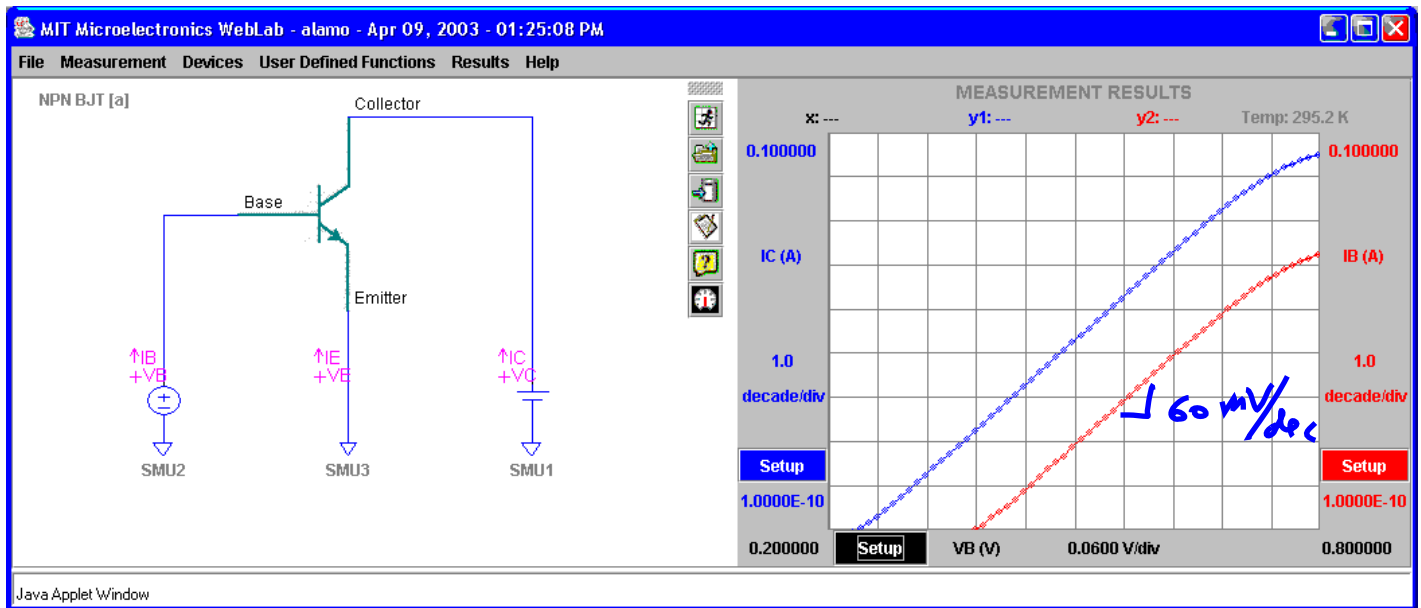 MIT Microelectronics WebLab - alamo - Apr 09, 2003 - 01:25:08 PM
File Measurement Devices User Defined Functions Results Help
NPN BJT [a]
Collector
Base
Emitter
↑IB
+VB
↑IE
+VE
↑IC
+VC
SMU2
SMU3
SMU1
MEASUREMENT RESULTS
x: --- y1: --- y2: --- Temp: 295.2 K
0.100000
0.100000
IC (A)
IB (A)
1.0
decade/div
1.0
decade/div
60 mV/dec
Setup
Setup
1.0000E-10
1.0000E-10
0.200000 Setup VB (V) 0.0600 V/div 0.800000
Java Applet Window